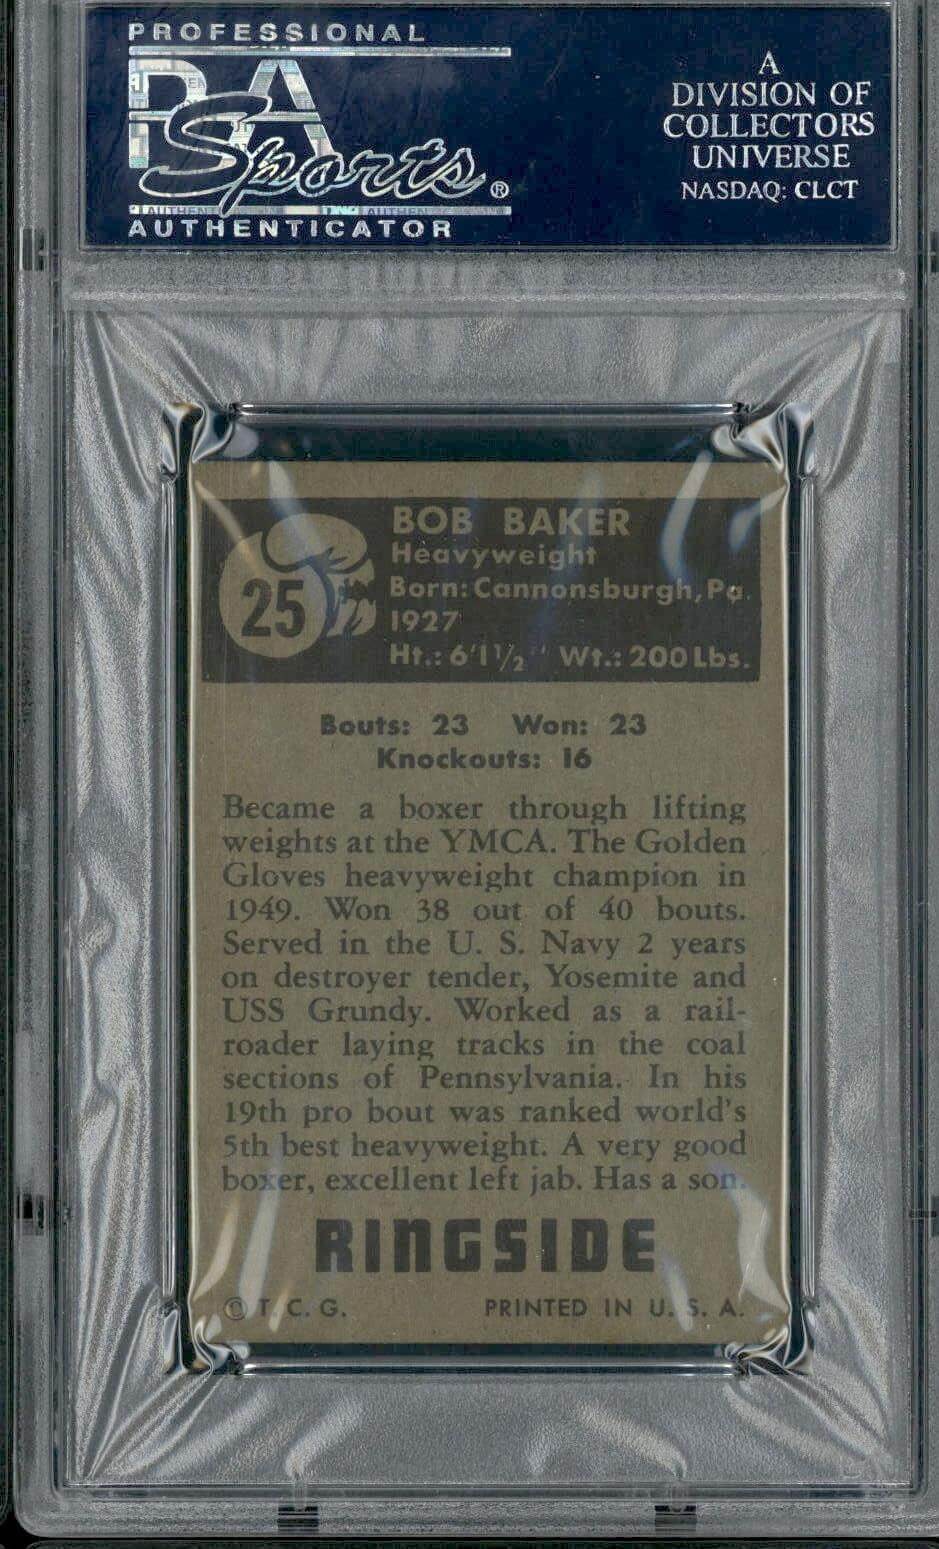 PROFESSIONAL
PSA
Sports®
AUTHENTICATOR
A
DIVISION OF
COLLECTORS
UNIVERSE
NASDAQ: CLCT
25
BOB BAKER
Heavyweight
Born: Cannonsburgh, Pa.
1927
Ht.: 6'1½" Wt.: 200 Lbs.
Bouts: 23 Won: 23
Knockouts: 16
Became a boxer through lifting
weights at the YMCA. The Golden
Gloves heavyweight champion in
1949. Won 38 out of 40 bouts.
Served in the U. S. Navy 2 years
on destroyer tender, Yosemite and
USS Grundy. Worked as a rail-
roader laying tracks in the coal
sections of Pennsylvania. In his
19th pro bout was ranked world's
5th best heavyweight. A very good
boxer, excellent left jab. Has a son.
RINGSIDE
© T. C. G. PRINTED IN U. S. A.